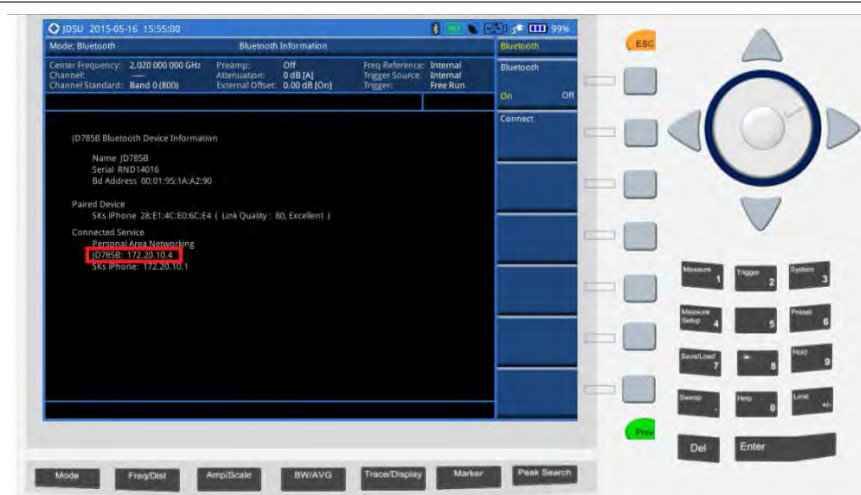 JDSU 2015-05-16 15:55:00 99%
Mode: Bluetooth Bluetooth Information Bluetooth
Center Frequency: 2.020 000 000 GHz Preamp: Off Freq Reference: Internal
Channel: ---- Attenuation: 0 dB [A] Trigger Source: Internal
Channel Standard: Band 0 (800) External Offset: 0.00 dB [On] Trigger: Free Run
Bluetooth
On Off
Connect
JD785B Bluetooth Device Information
Name JD785B
Serial RND14016
Bd Address 00:01:95:1A:A2:90
Paired Device
SKs iPhone 28:E1:4C:E0:6C:E4 ( Link Quality : 80, Excellent )
Connected Service
Personal Area Networking
JD785B: 172.20.10.4
SKs iPhone: 172.20.10.1
ESC
Measure 1 Trigger 2 System 3
Measure Setup 4 5 Preset 6
Save/Load 7 8 Hold 9
Sweep . Help 0 Limit +/-
Prev
Del Enter
Mode Freq/Dist Amp/Scale BW/AVG Trace/Display Marker Peak Search